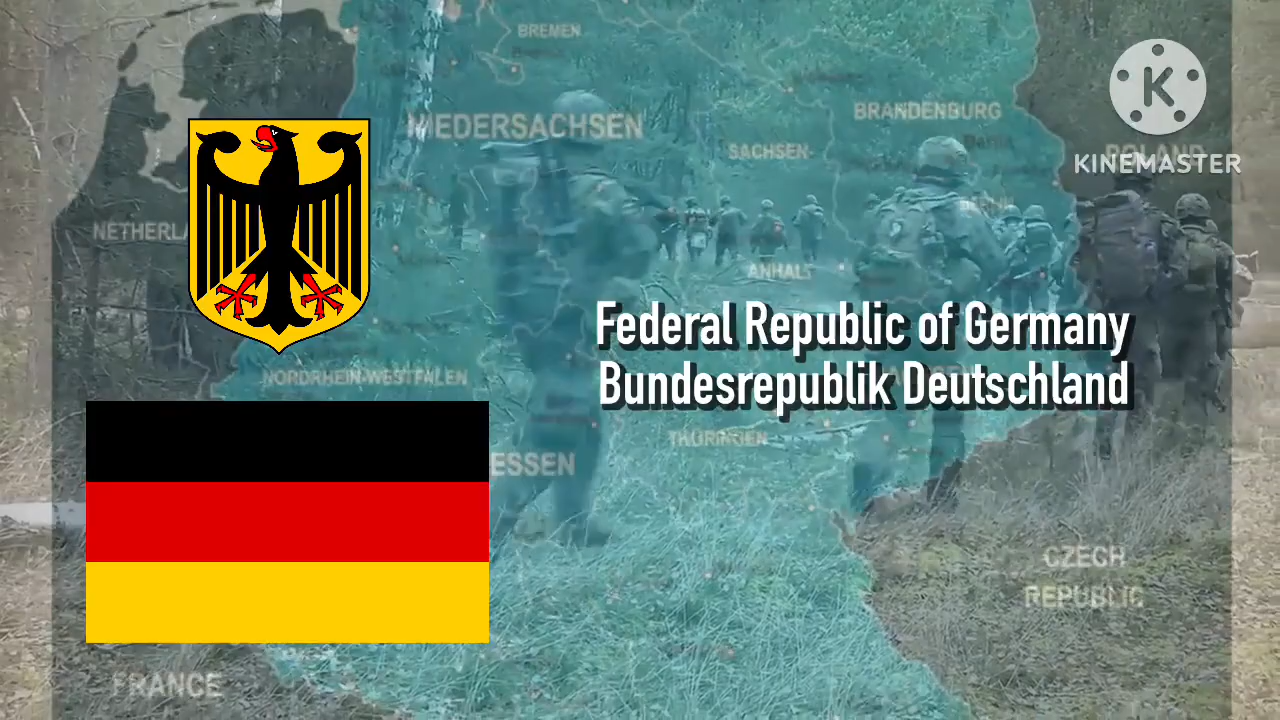 BREMEN
NIEDERSACHSEN
BRANDENBURG
SACHSEN-
POLAND
KINEMASTER
K
NETHERLA
ANHALT
Federal Republic of Germany
Bundesrepublik Deutschland
NORDRHEIN-WESTFALEN
THÜRINGEN
ESSEN
CZECH
REPUBLIC
FRANCE